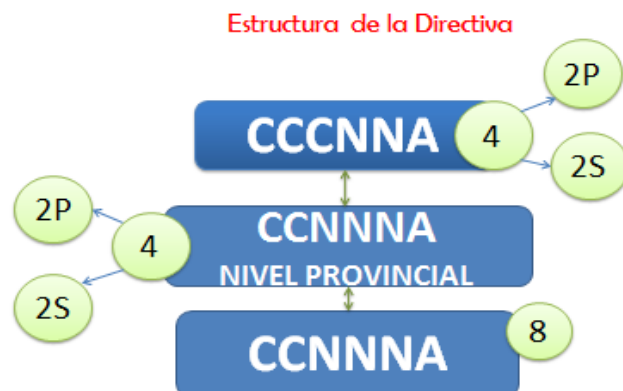 Estructura de la Directiva
2P
CCCNNA
4
2S
2P
CCNNNA
4
NIVEL PROVINCIAL
2S
8
CCNNNA